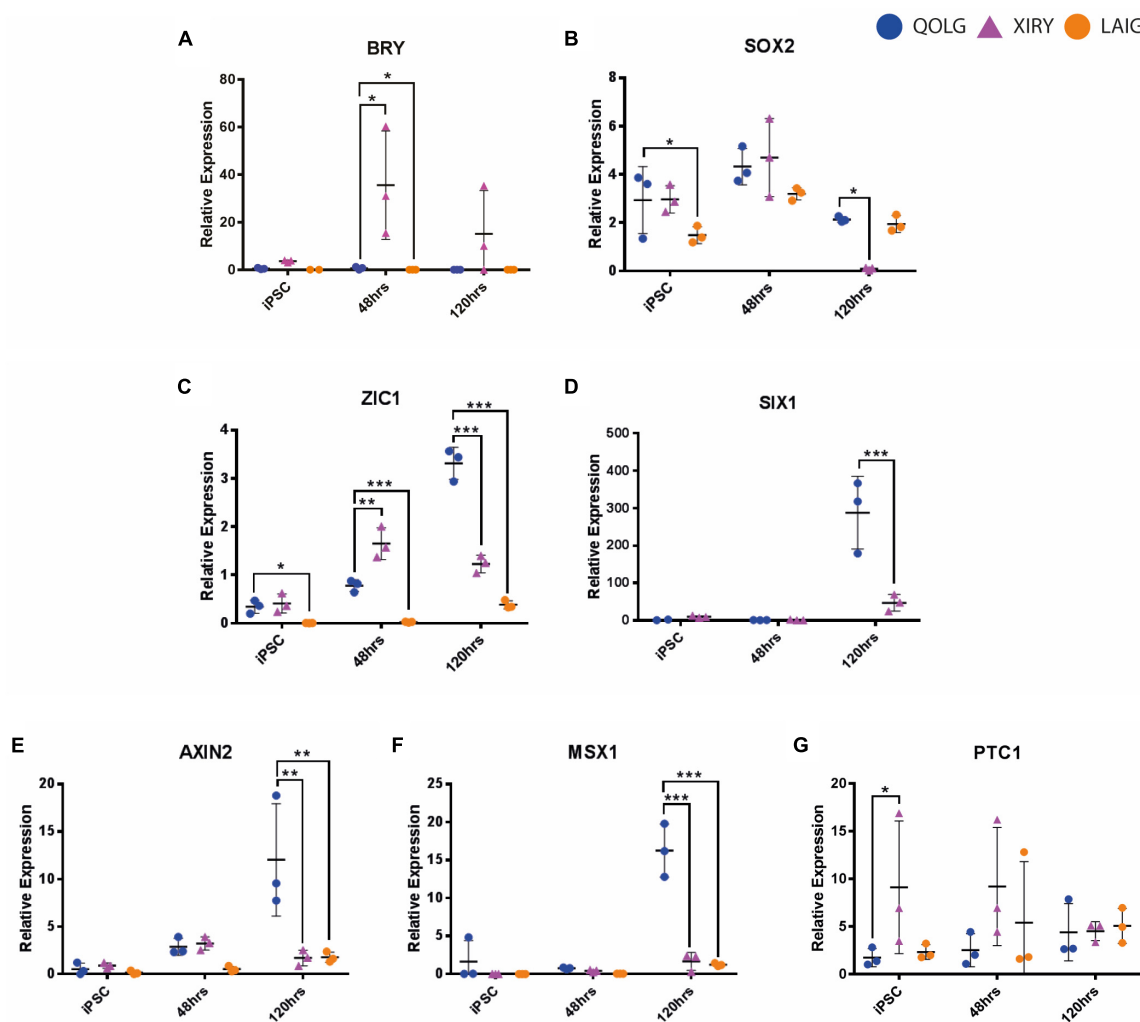 QOLG XIRY LAIG
A
BRY
Relative Expression
80
60
40
20
0
*
*
iPSC
48hrs
120hrs
B
SOX2
Relative Expression
8
6
4
2
0
*
*
iPSC
48hrs
120hrs
C
ZIC1
Relative Expression
4
3
2
1
0
*
***
**
***
***
iPSC
48hrs
120hrs
D
SIX1
Relative Expression
500
400
300
200
100
0
***
iPSC
48hrs
120hrs
E
AXIN2
Relative Expression
20
15
10
5
0
**
**
iPSC
48hrs
120hrs
F
MSX1
Relative Expression
25
20
15
10
5
0
***
***
iPSC
48hrs
120hrs
G
PTC1
Relative Expression
20
15
10
5
0
*
iPSC
48hrs
120hrs